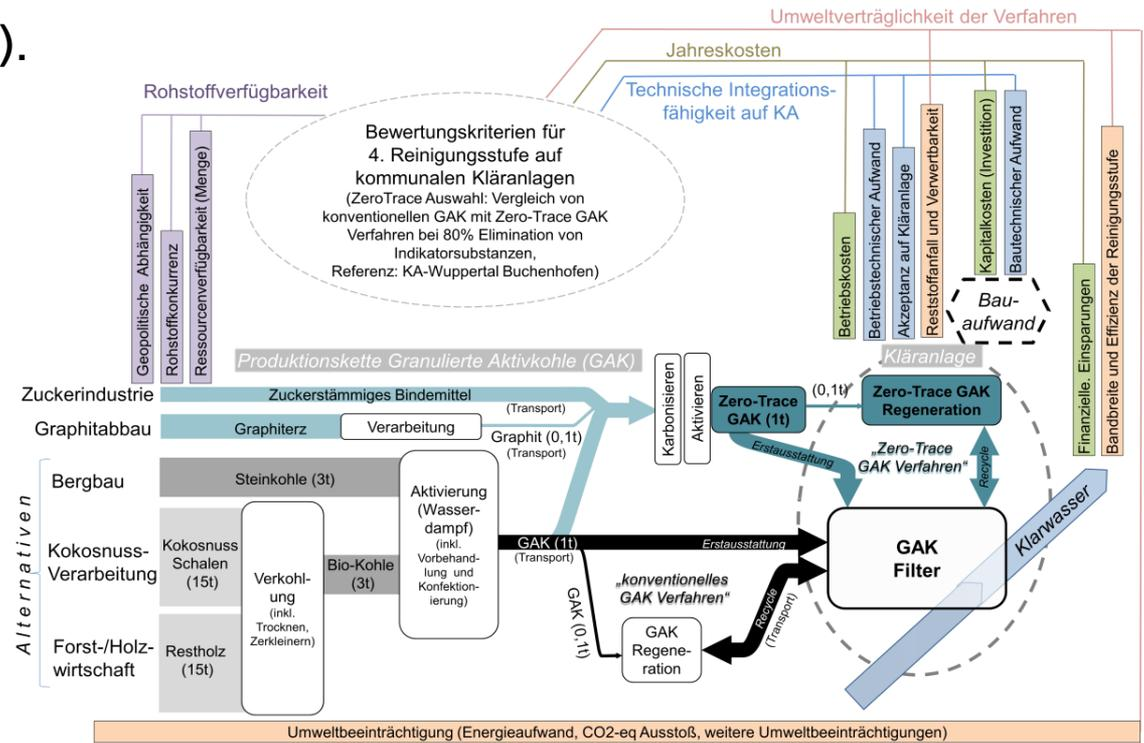 ).
Umweltverträglichkeit der Verfahren
Jahreskosten
Rohstoffverfügbarkeit
Technische Integrations-
fähigkeit auf KA
Bewertungskriterien für
4. Reinigungsstufe auf
kommunalen Kläranlagen
(ZeroTrace Auswahl: Vergleich von
konventionellen GAK mit Zero-Trace GAK
Verfahren bei 80% Elimination von
Indikatorsubstanzen,
Referenz: KA-Wuppertal Buchenhofen)
Geopolitische Abhängigkeit
Rohstoffkonkurrenz
Ressourcenverfügbarkeit (Menge)
Betriebskosten
Betriebstechnischer Aufwand
Akzeptanz auf Kläranlage
Reststoffanfall und Verwertbarkeit
Kapitalkosten (Investition)
Bautechnischer Aufwand
Finanzielle. Einsparungen
Bandbreite und Effizienz der Reinigungsstufe
Bau-
aufwand
Produktionskette Granulierte Aktivkohle (GAK)
Kläranlage
Zuckerindustrie
Zuckerstämmiges Bindemittel
(Transport)
Graphitabbau
Graphiterz
Verarbeitung
Graphit (0,1t)
(Transport)
Karbonisieren
Aktivieren
Zero-Trace
GAK (1t)
(0,1t)
Zero-Trace GAK
Regeneration
Erstausstattung
„Zero-Trace
GAK Verfahren“
Recycle
Alternativen
Bergbau
Steinkohle (3t)
Kokosnuss-
Verarbeitung
Kokosnuss
Schalen
(15t)
Forst-/Holz-
wirtschaft
Restholz
(15t)
Verkohl-
ung
(inkl.
Trocknen,
Zerkleinern)
Bio-Kohle
(3t)
Aktivierung
(Wasser-
dampf)
(inkl.
Vorbehand-
lung und
Konfektion-
ierung)
GAK (1t)
(Transport)
Erstausstattung
„konventionelles
GAK Verfahren“
GAK (0,1t)
GAK
Regene-
ration
Recycle
(Transport)
GAK
Filter
Klarwasser
Umweltbeeinträchtigung (Energieaufwand, CO2-eq Ausstoß, weitere Umweltbeeinträchtigungen)